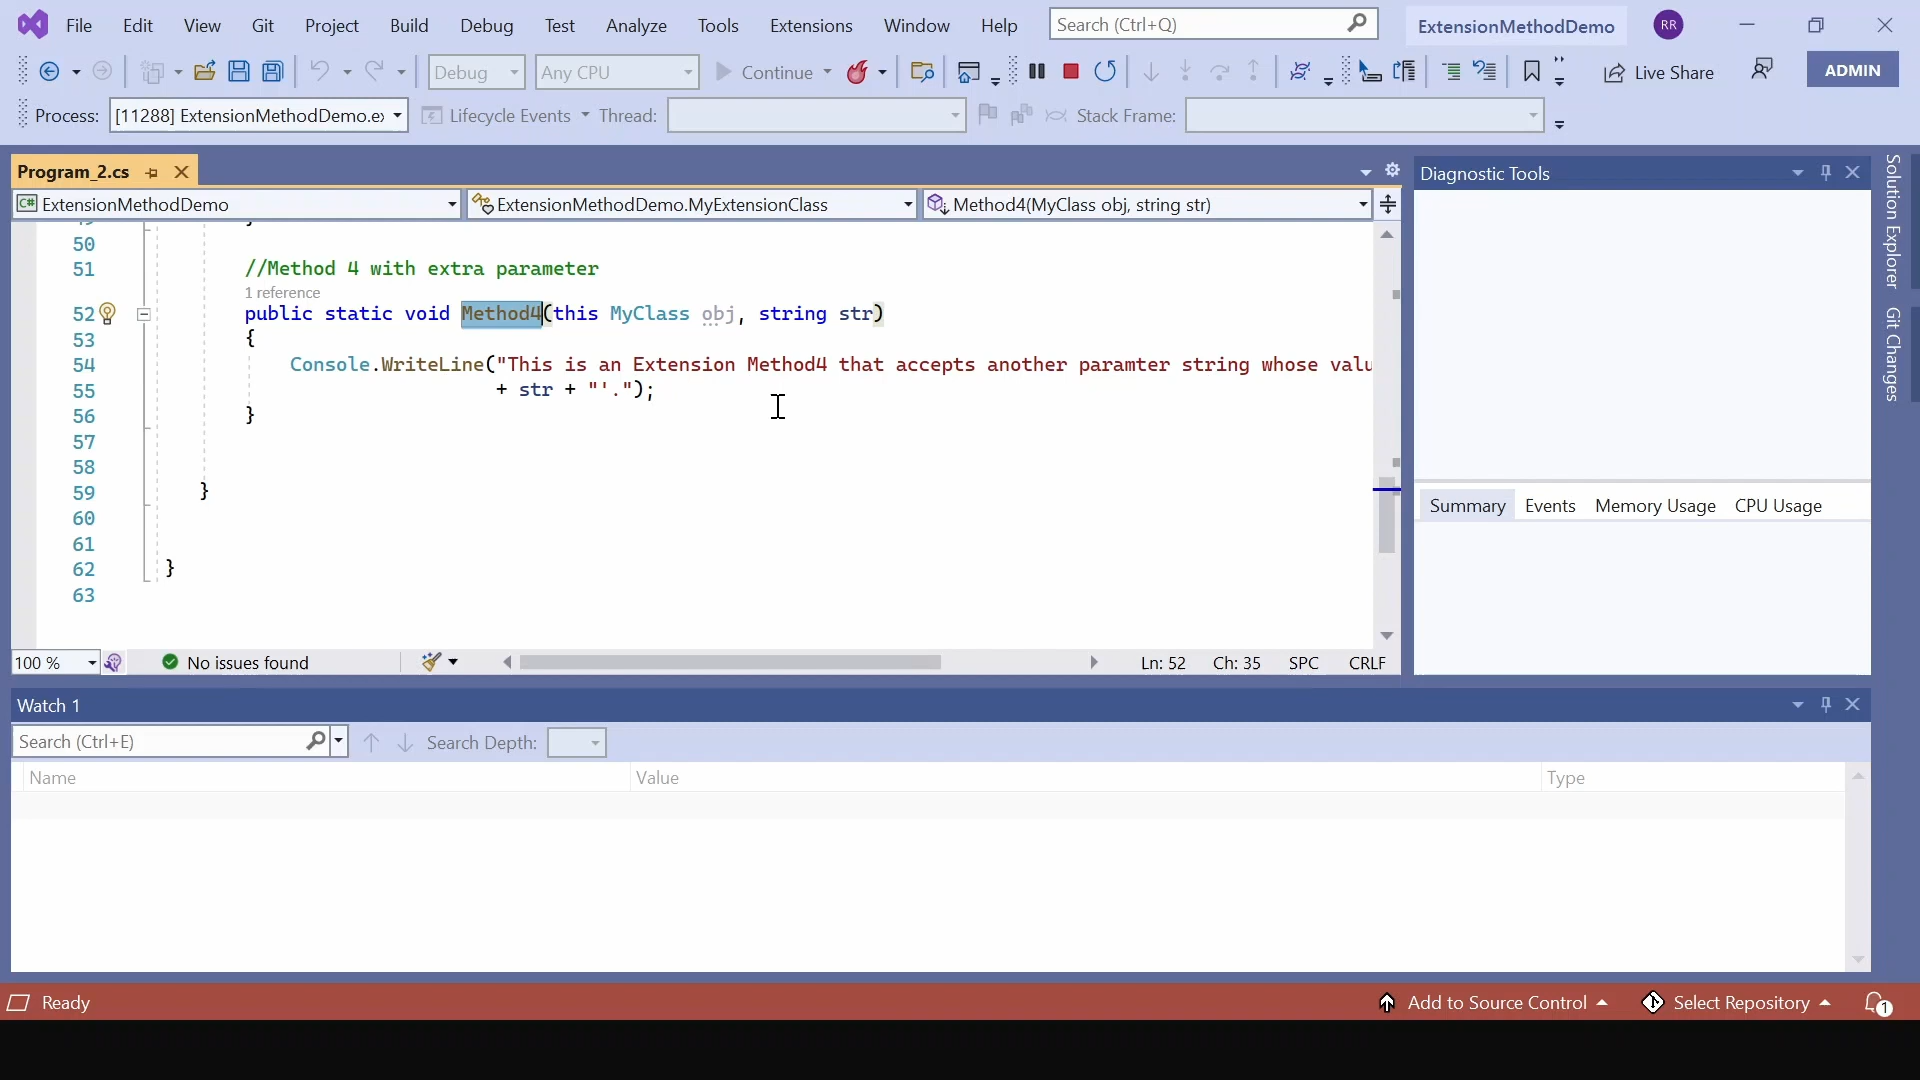 File Edit View Git Project Build Debug Test Analyze Tools Extensions Window Help Search (Ctrl+Q) ExtensionMethodDemo RR
Debug Any CPU Continue Live Share ADMIN
Process: [11288] ExtensionMethodDemo.ex Lifecycle Events Thread: Stack Frame:
Program_2.cs
ExtensionMethodDemo ExtensionMethodDemo.MyExtensionClass Method4(MyClass obj, string str)
50
51 //Method 4 with extra parameter
1 reference
52 public static void Method4(this MyClass obj, string str)
53 {
54 Console.WriteLine("This is an Extension Method4 that accepts another paramter string whose valu
55 + str + "'.");
56 }
57
58
59 }
60
61
62 }
63
100 % No issues found Ln: 52 Ch: 35 SPC CRLF
Diagnostic Tools
Summary Events Memory Usage CPU Usage
Solution Explorer
Git Changes
Watch 1
Search (Ctrl+E) Search Depth:
Name Value Type
Ready Add to Source Control Select Repository 1